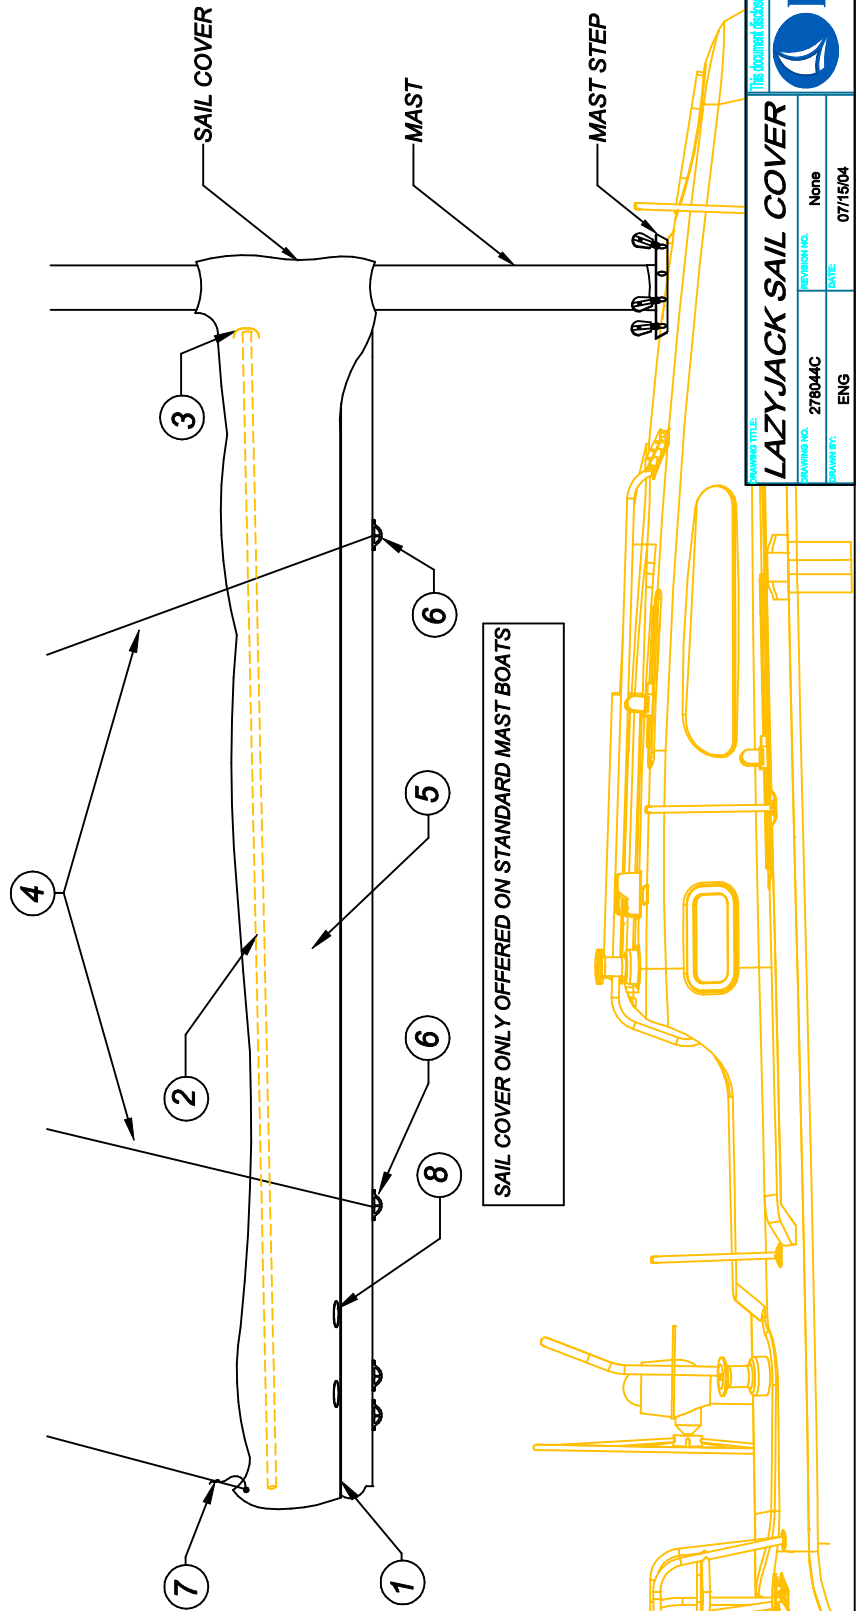 SAIL COVER
MAST
MAST STEP
3
6
4
5
2
6
8
7
1
SAIL COVER ONLY OFFERED ON STANDARD MAST BOATS
DRAWING TITLE:
LAZYJACK SAIL COVER
DRAWING NO.
278044C
REVISION NO.
None
DRAWN BY:
ENG
DATE:
07/15/04
This document